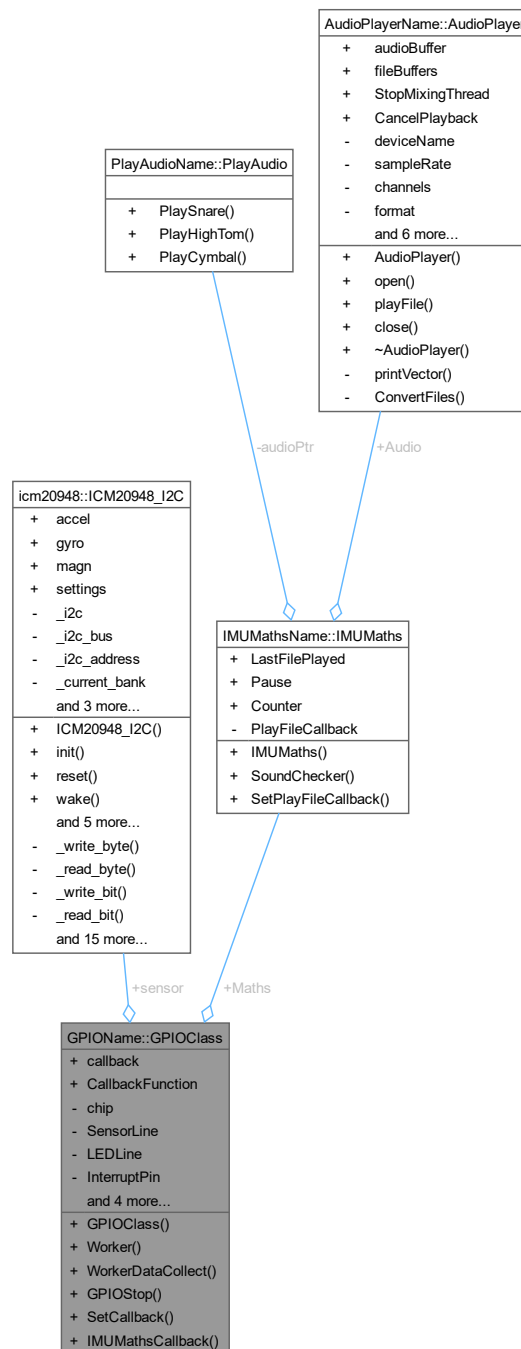 AudioPlayerName::AudioPlayer
+ audioBuffer
+ fileBuffers
+ StopMixingThread
+ CancelPlayback
- deviceName
- sampleRate
- channels
- format
and 6 more...
+ AudioPlayer()
+ open()
+ playFile()
+ close()
+ ~AudioPlayer()
- printVector()
- ConvertFiles()
PlayAudioName::PlayAudio
+ PlaySnare()
+ PlayHighTom()
+ PlayCymbal()
-audioPtr
+Audio
icm20948::ICM20948_I2C
+ accel
+ gyro
+ magn
+ settings
- _i2c
- _i2c_bus
- _i2c_address
- _current_bank
and 3 more...
+ ICM20948_I2C()
+ init()
+ reset()
+ wake()
and 5 more...
- _write_byte()
- _read_byte()
- _write_bit()
- _read_bit()
and 15 more...
IMUMathsName::IMUMaths
+ LastFilePlayed
+ Pause
+ Counter
- PlayFileCallback
+ IMUMaths()
+ SoundChecker()
+ SetPlayFileCallback()
+sensor
+Maths
GPIOName::GPIOClass
+ callback
+ CallbackFunction
- chip
- SensorLine
- LEDLine
- InterruptPin
and 4 more...
+ GPIOClass()
+ Worker()
+ WorkerDataCollect()
+ GPIOStop()
+ SetCallback()
+ IMUMathsCallback()